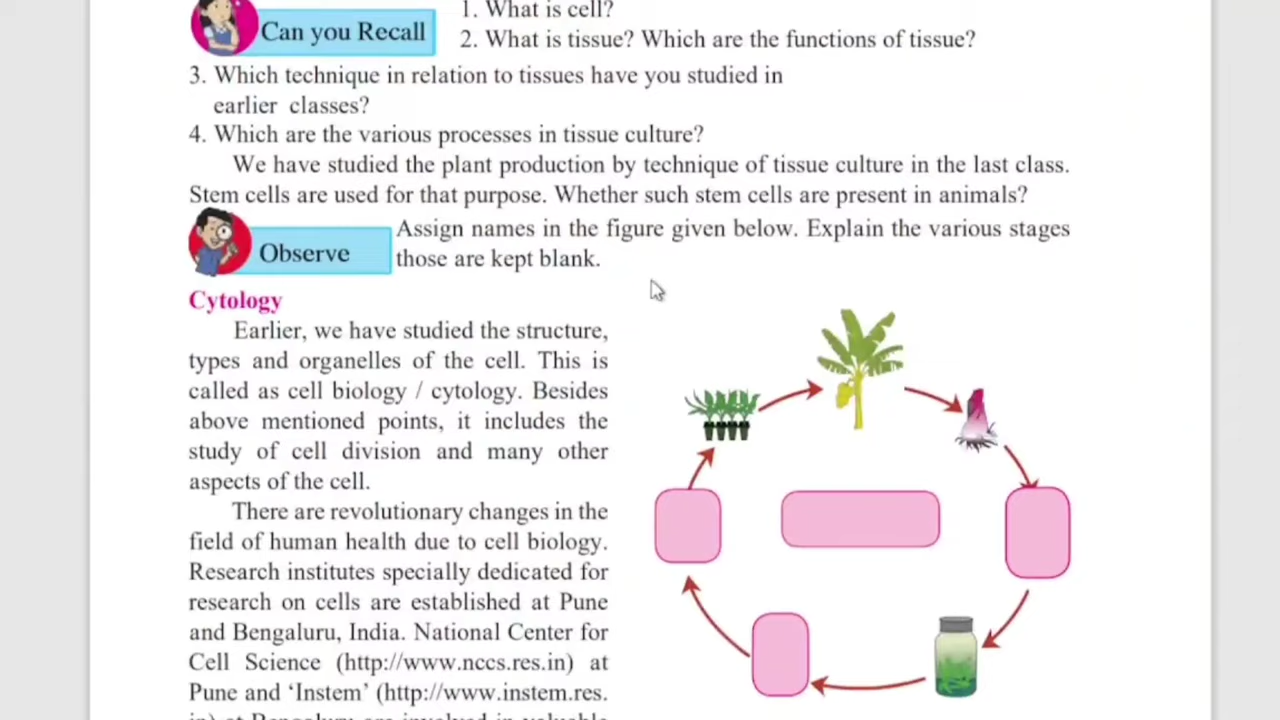 1. What is cell?
Can you Recall
2. What is tissue? Which are the functions of tissue?
3. Which technique in relation to tissues have you studied in
earlier classes?
4. Which are the various processes in tissue culture?
We have studied the plant production by technique of tissue culture in the last class.
Stem cells are used for that purpose. Whether such stem cells are present in animals?
Observe
Assign names in the figure given below. Explain the various stages
those are kept blank.
Cytology
Earlier, we have studied the structure,
types and organelles of the cell. This is
called as cell biology / cytology. Besides
above mentioned points, it includes the
study of cell division and many other
aspects of the cell.
There are revolutionary changes in the
field of human health due to cell biology.
Research institutes specially dedicated for
research on cells are established at Pune
and Bengaluru, India. National Center for
Cell Science (http://www.nccs.res.in) at
Pune and ‘Instem’ (http://www.instem.res.
in) at Bengaluru are involved in valuable